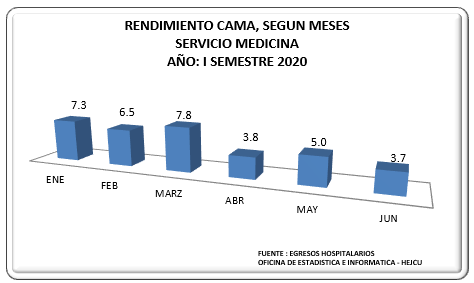 RENDIMIENTO CAMA, SEGUN MESES
SERVICIO MEDICINA
AÑO: I SEMESTRE 2020
7.3
6.5
7.8
3.8
5.0
3.7
ENE
FEB
MARZ
ABR
MAY
JUN
FUENTE : EGRESOS HOSPITALARIOS
OFICINA DE ESTADISTICA E INFORMATICA - HEJCU